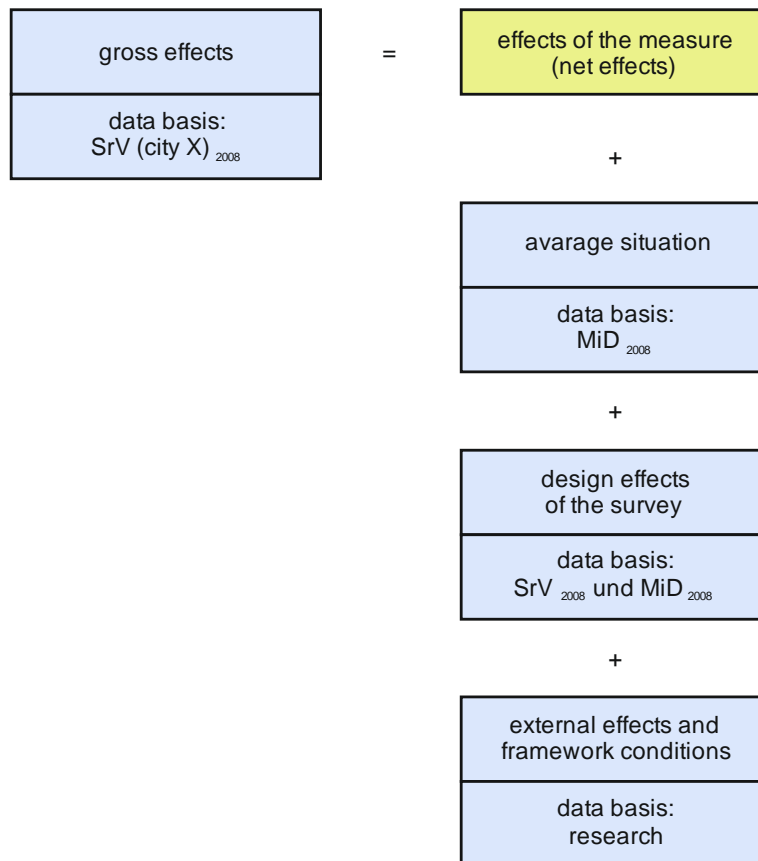 gross effects
data basis:
SrV (city X) 2008
=
effects of the measure
(net effects)
+
avarage situation
data basis:
MiD 2008
+
design effects
of the survey
data basis:
SrV 2008 und MiD 2008
+
external effects and
framework conditions
data basis:
research